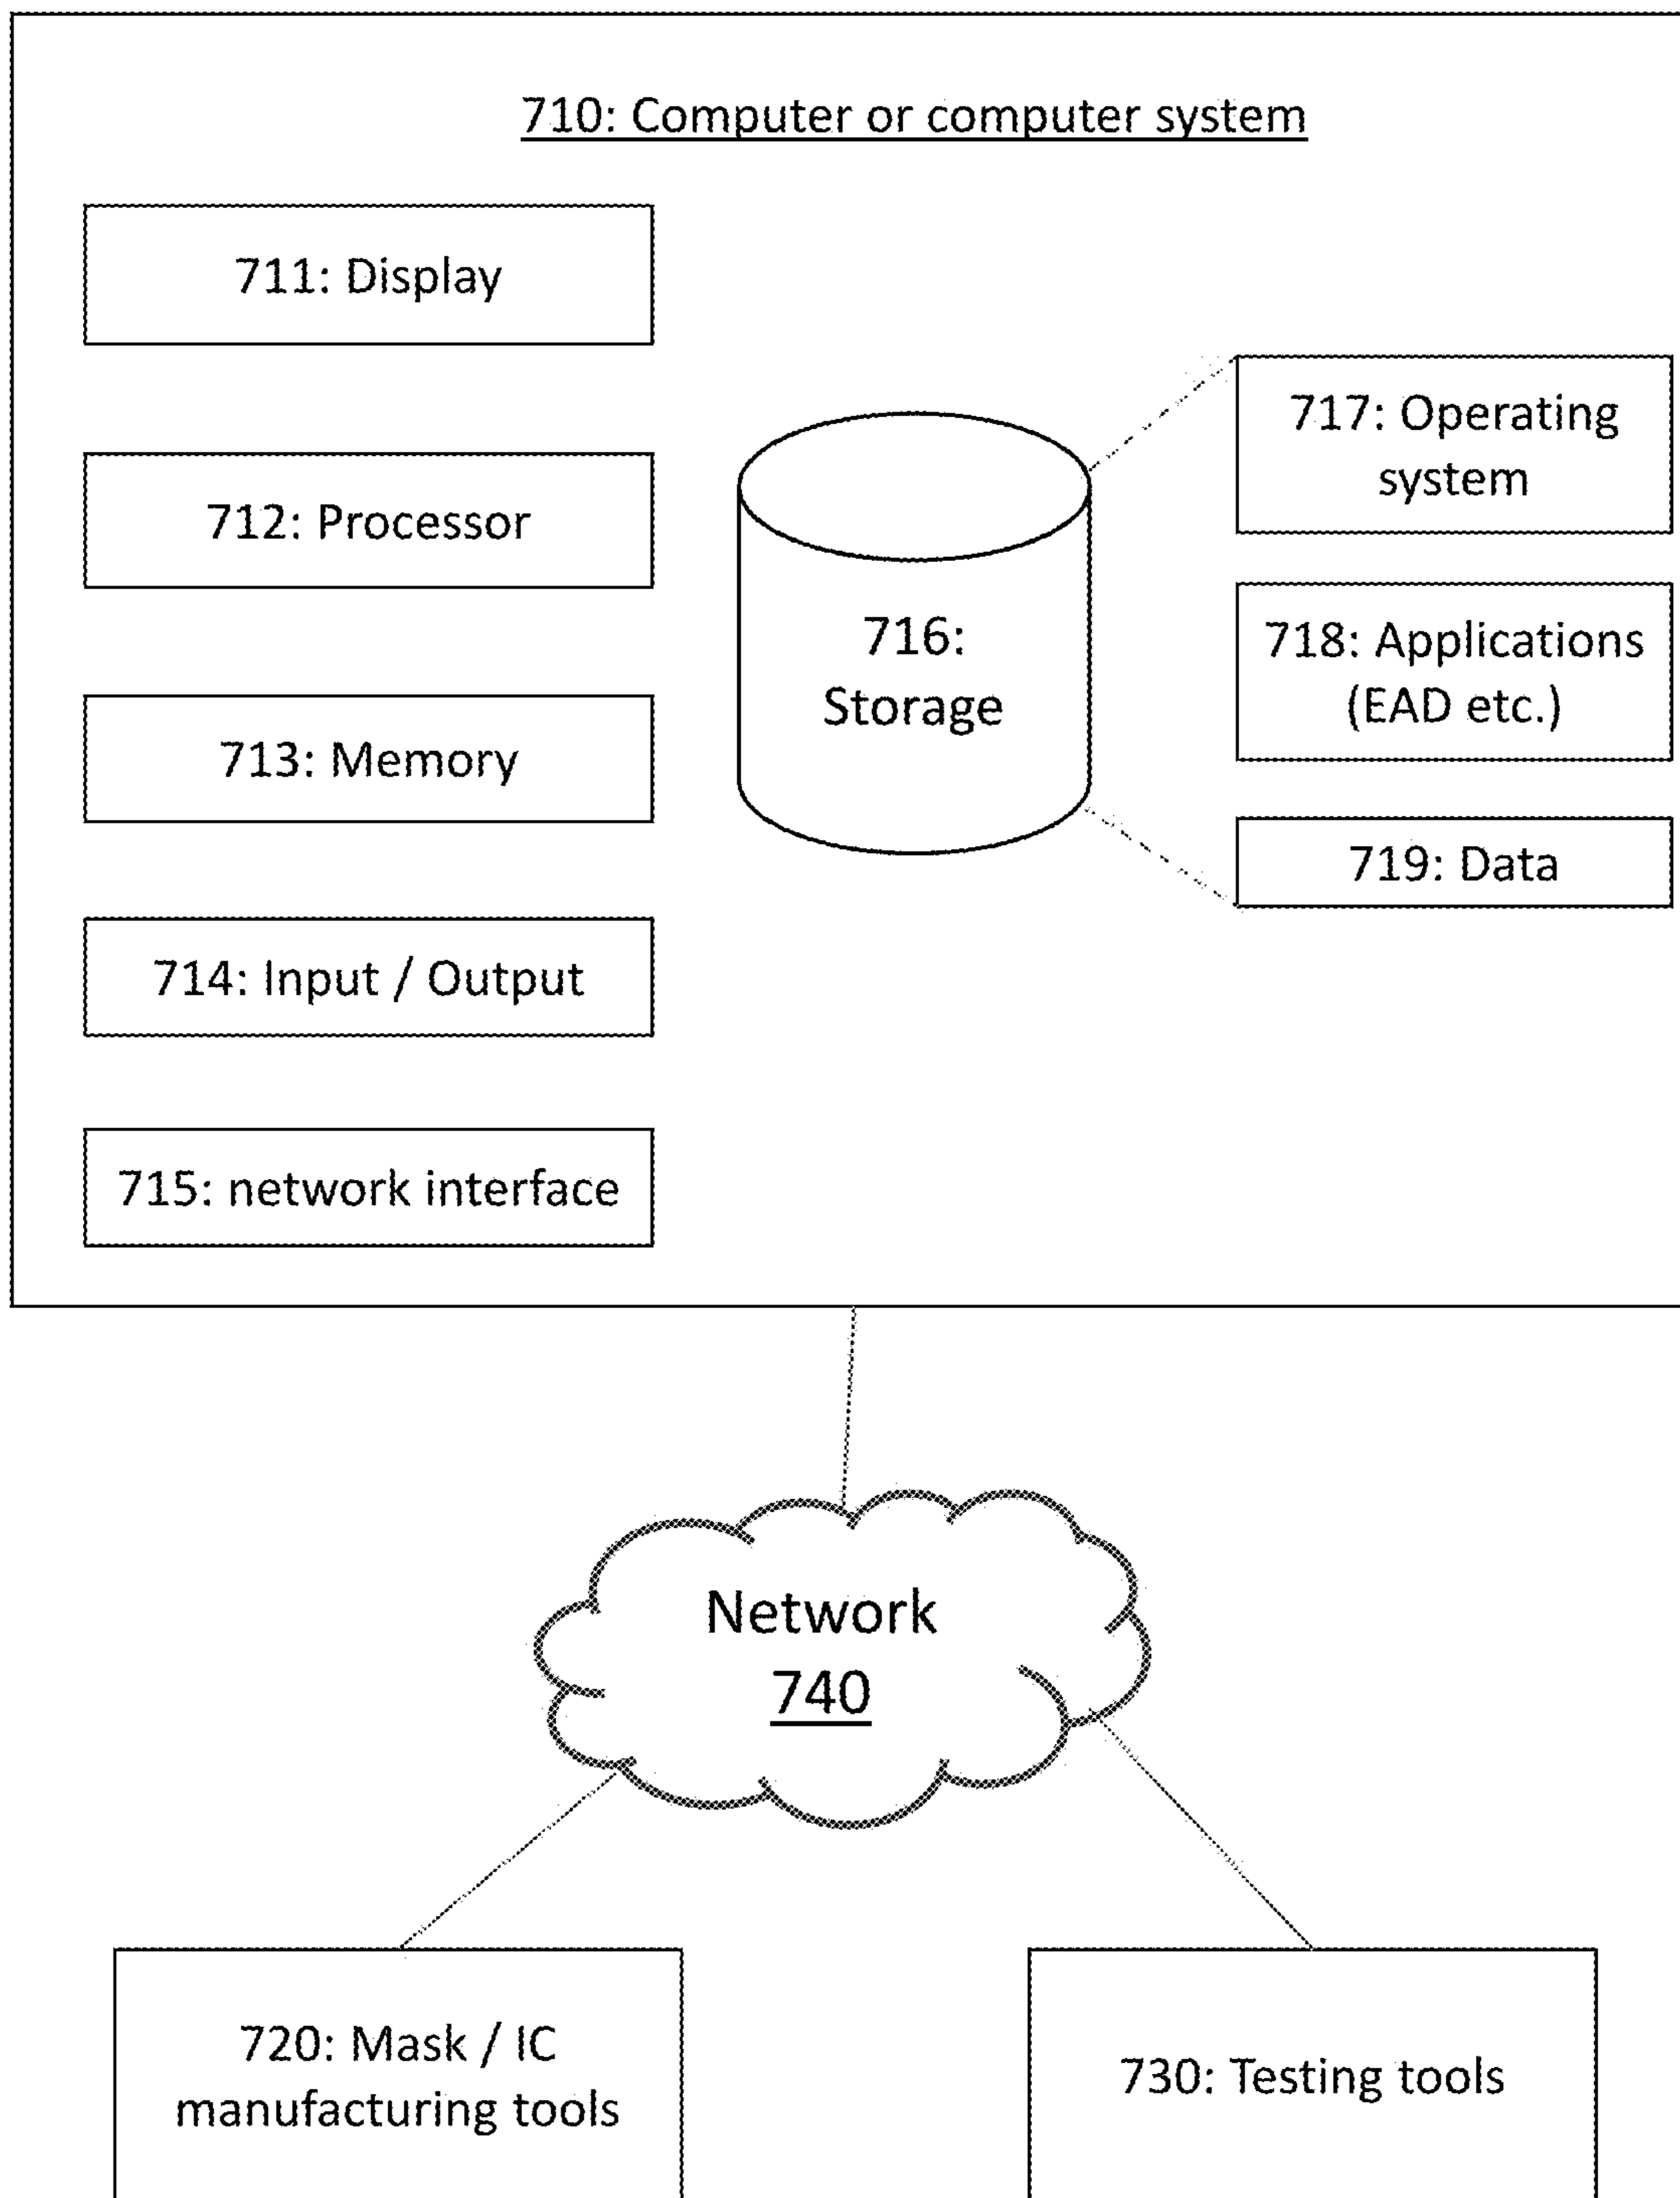 710: Computer or computer system
711: Display
712: Processor
713: Memory
714: Input / Output
715: network interface
716:
Storage
717: Operating
system
718: Applications
(EAD etc.)
719: Data
Network
740
720: Mask / IC
manufacturing tools
730: Testing tools